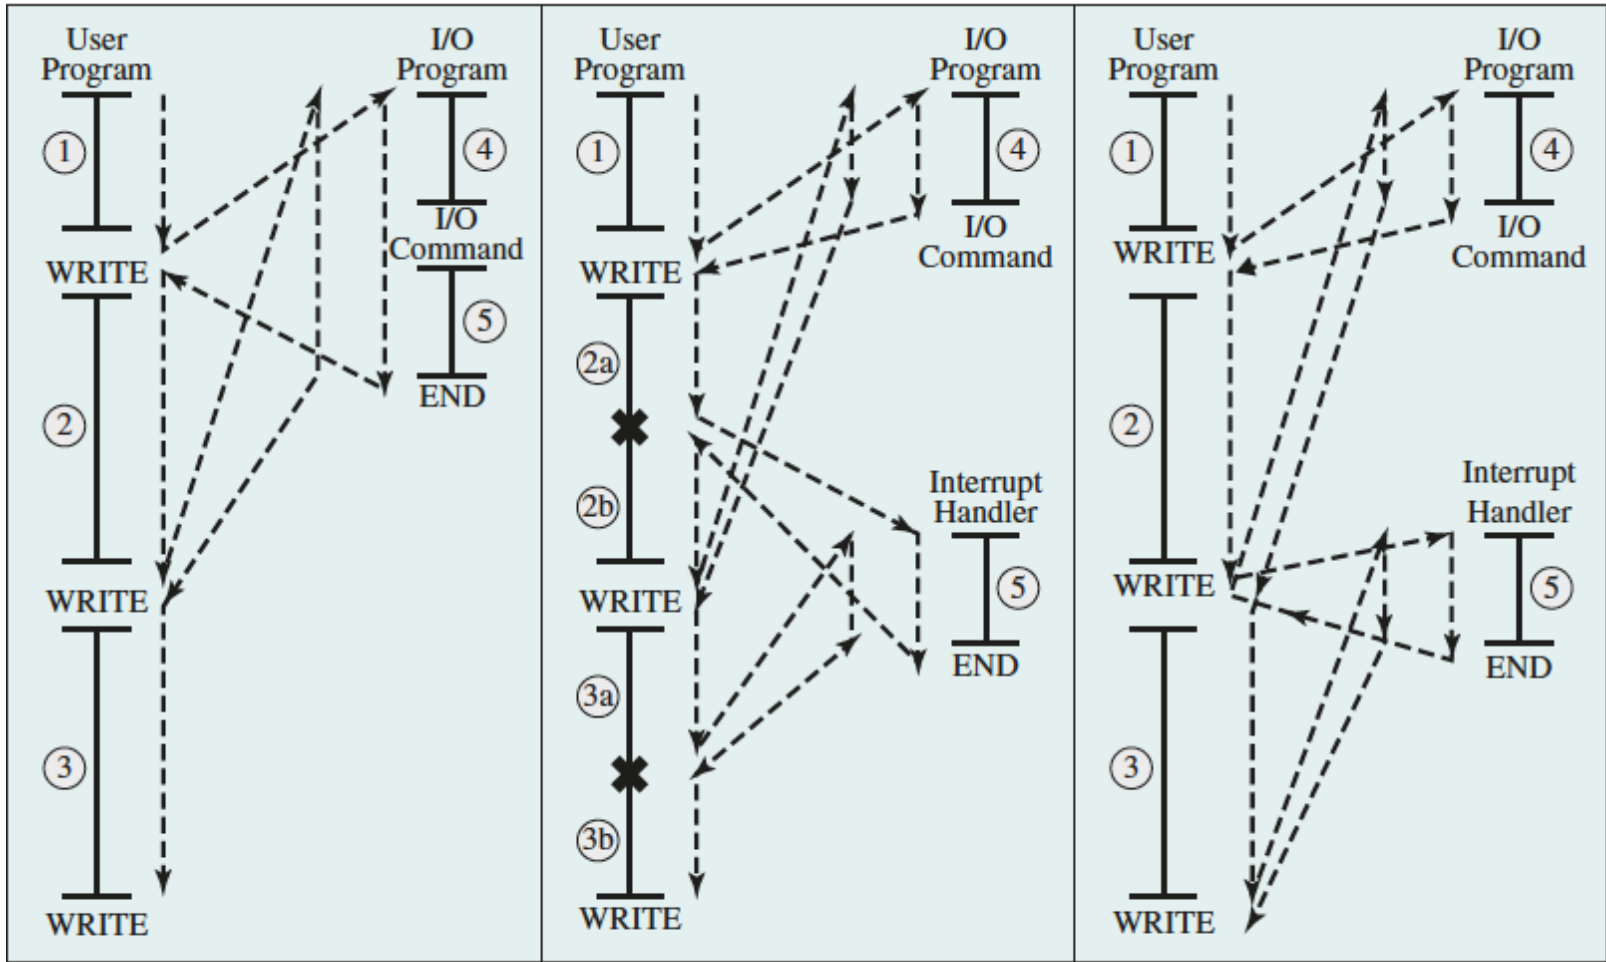 User
Program
I/O
Program
1
4
I/O
Command
WRITE
5
END
2
WRITE
3
WRITE
User
Program
I/O
Program
1
4
I/O
Command
WRITE
2a
2b
Interrupt
Handler
WRITE
5
END
3a
3b
WRITE
User
Program
I/O
Program
1
4
I/O
Command
WRITE
2
Interrupt
Handler
WRITE
5
END
3
WRITE